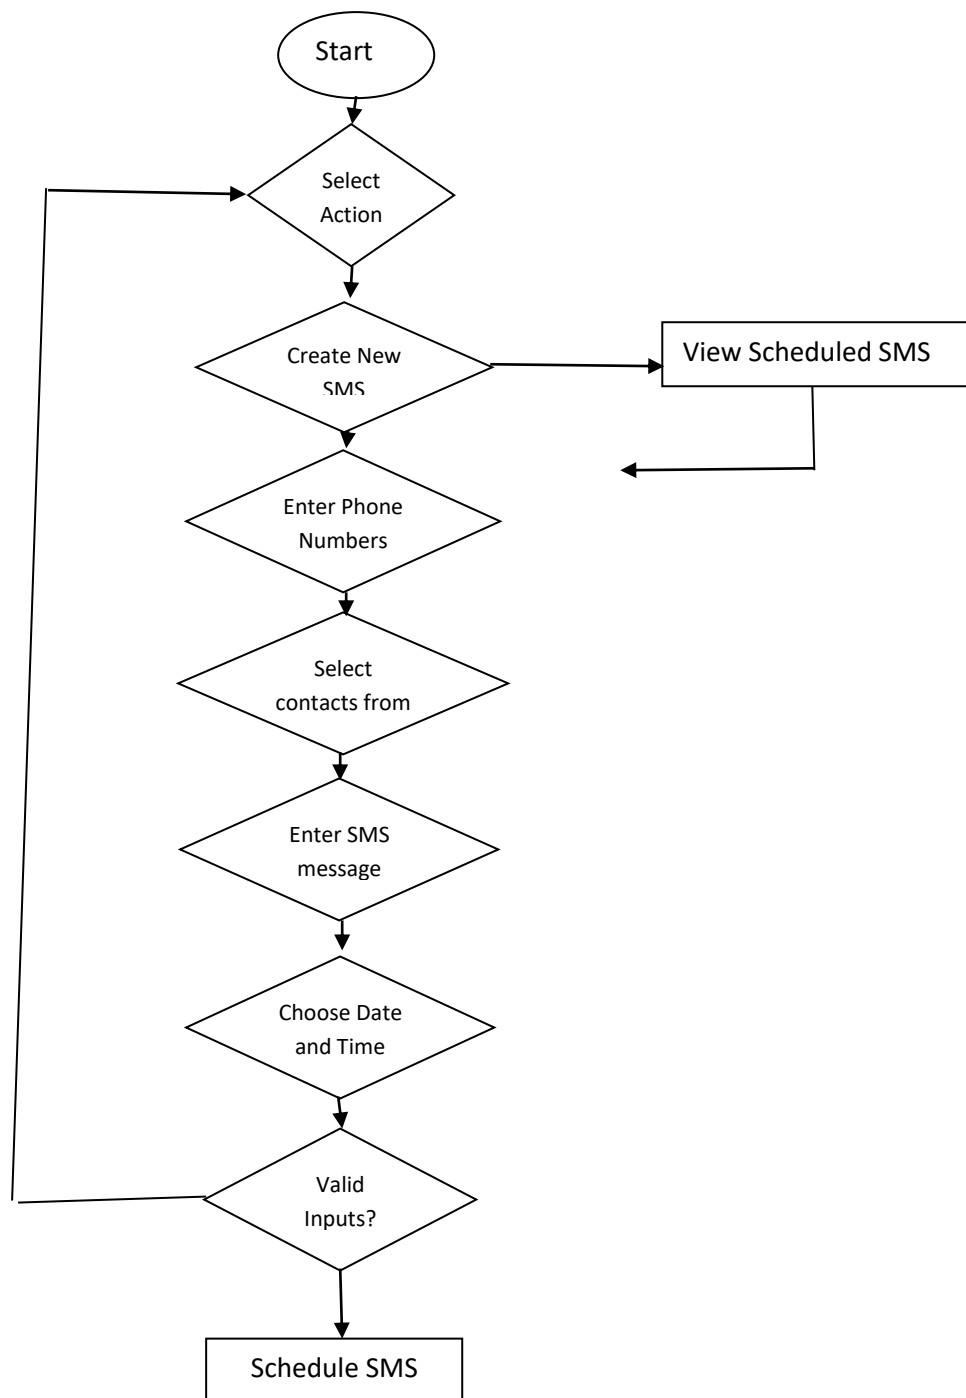 Start
Select
Action
Create New
SMS
View Scheduled SMS
Enter Phone
Numbers
Select
contacts from
Enter SMS
message
Choose Date
and Time
Valid
Inputs?
Schedule SMS